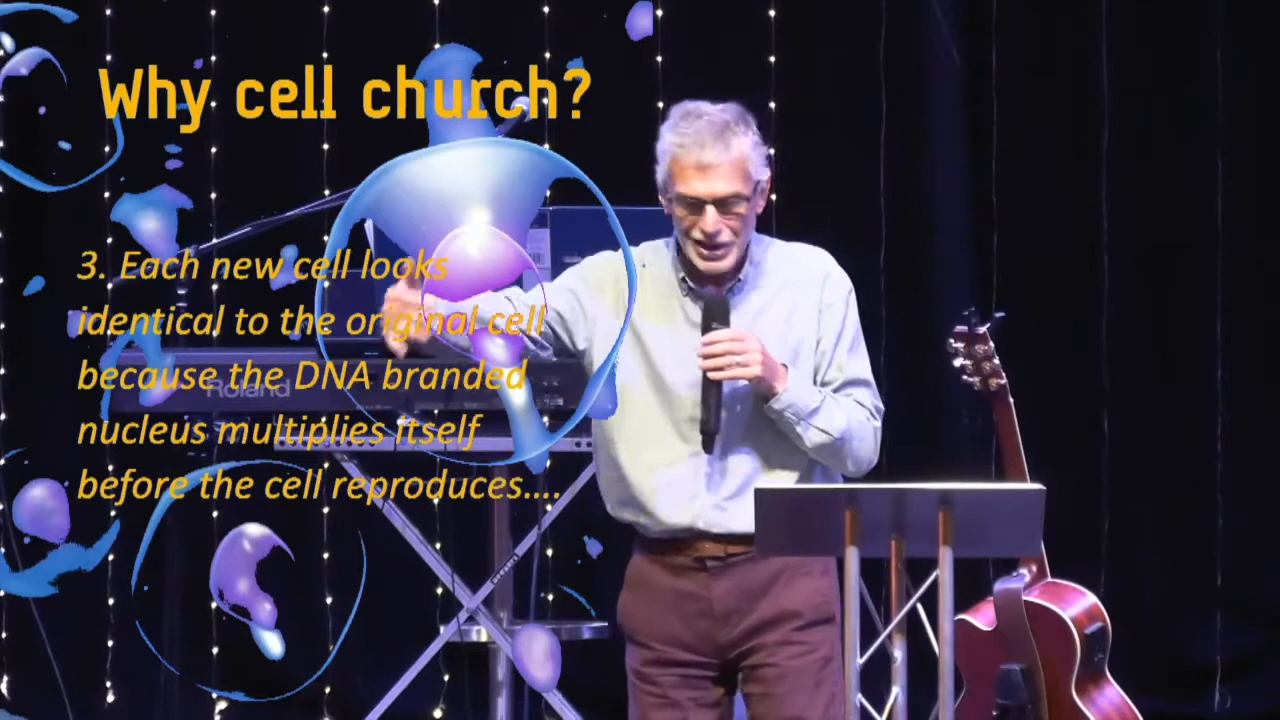 Why cell church?
3. Each new cell looks
identical to the original cell
because the DNA branded
Roland
nucleus multiplies itself
before the cell reproduces....